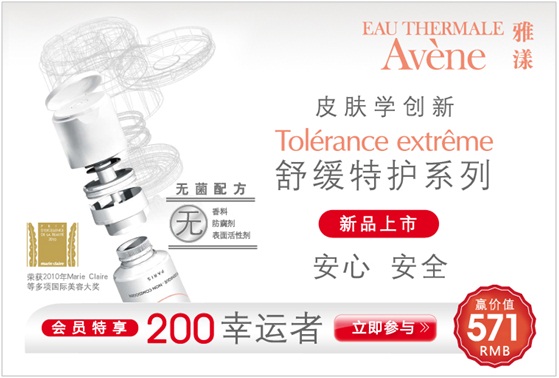 EAU THERMALE
Avène
雅漾
皮肤学创新
Tolérance extrême
舒缓特护系列
新品上市
安心 安全
无菌配方
无
香料
防腐剂
表面活性剂
荣获2010年Marie Claire
等多项国际美容大奖
会员特享
200幸运者
立即参与
赢价值
571
RMB